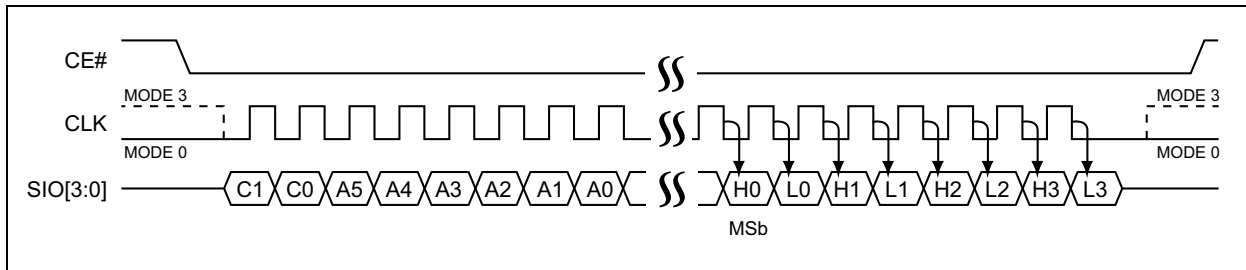 CE#
MODE 3 MODE 3
CLK
MODE 0 MODE 0
SIO[3:0] C1 C0 A5 A4 A3 A2 A1 A0 H0 L0 H1 L1 H2 L2 H3 L3
MSb